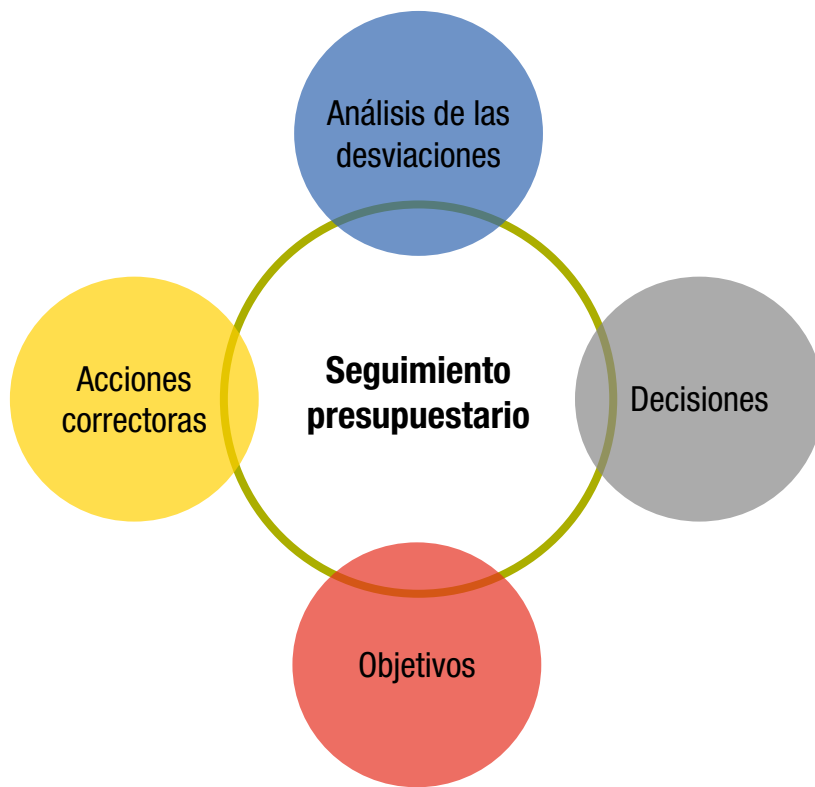 Análisis de las
desviaciones
Acciones
correctoras
Seguimiento
presupuestario
Decisiones
Objetivos